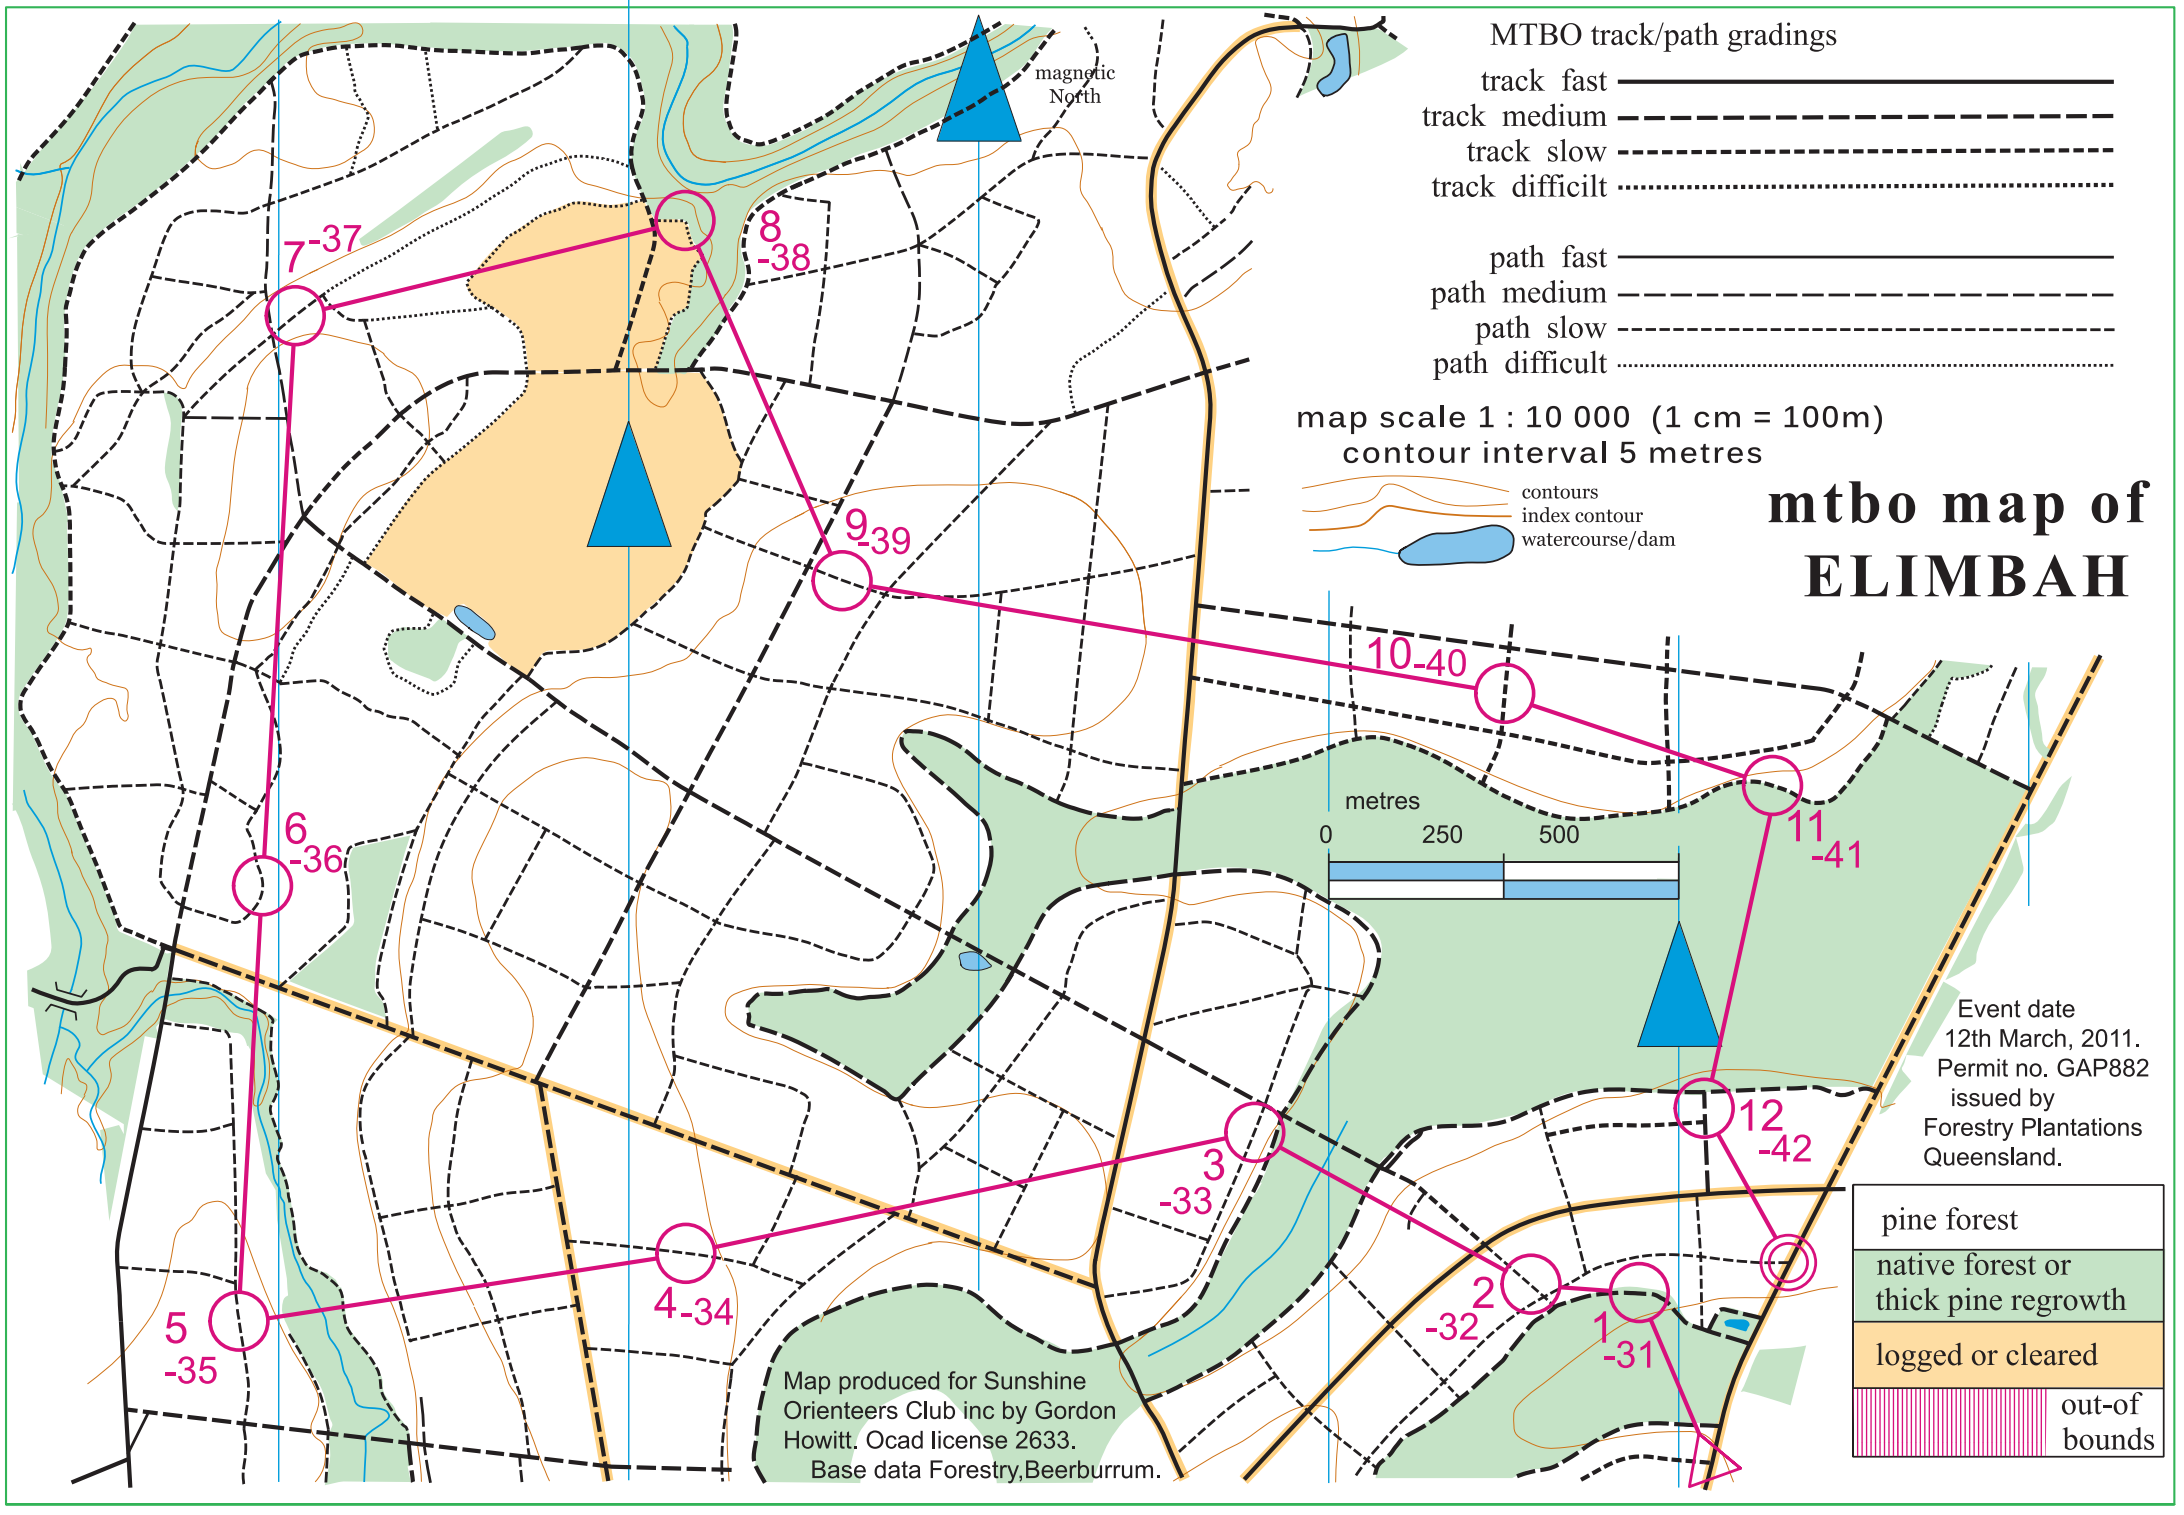 MTBO track/path gradings
track fast
track medium
track slow
track difficilt
path fast
path medium
path slow
path difficult
map scale 1 : 10 000 (1 cm = 100m)
contour interval 5 metres
contours
index contour
watercourse/dam
mtbo map of
ELIMBAH
magnetic
North
7-37
8
-38
9-39
10-40
11
-41
metres
0 250 500
6
-36
12
-42
3
-33
5
-35
4-34
2
-32
1
-31
Event date
12th March, 2011.
Permit no. GAP882
issued by
Forestry Plantations
Queensland.
pine forest
native forest or
thick pine regrowth
logged or cleared
out-of
bounds
Map produced for Sunshine
Orienteers Club inc by Gordon
Howitt. Ocad license 2633.
Base data Forestry,Beerburrum.